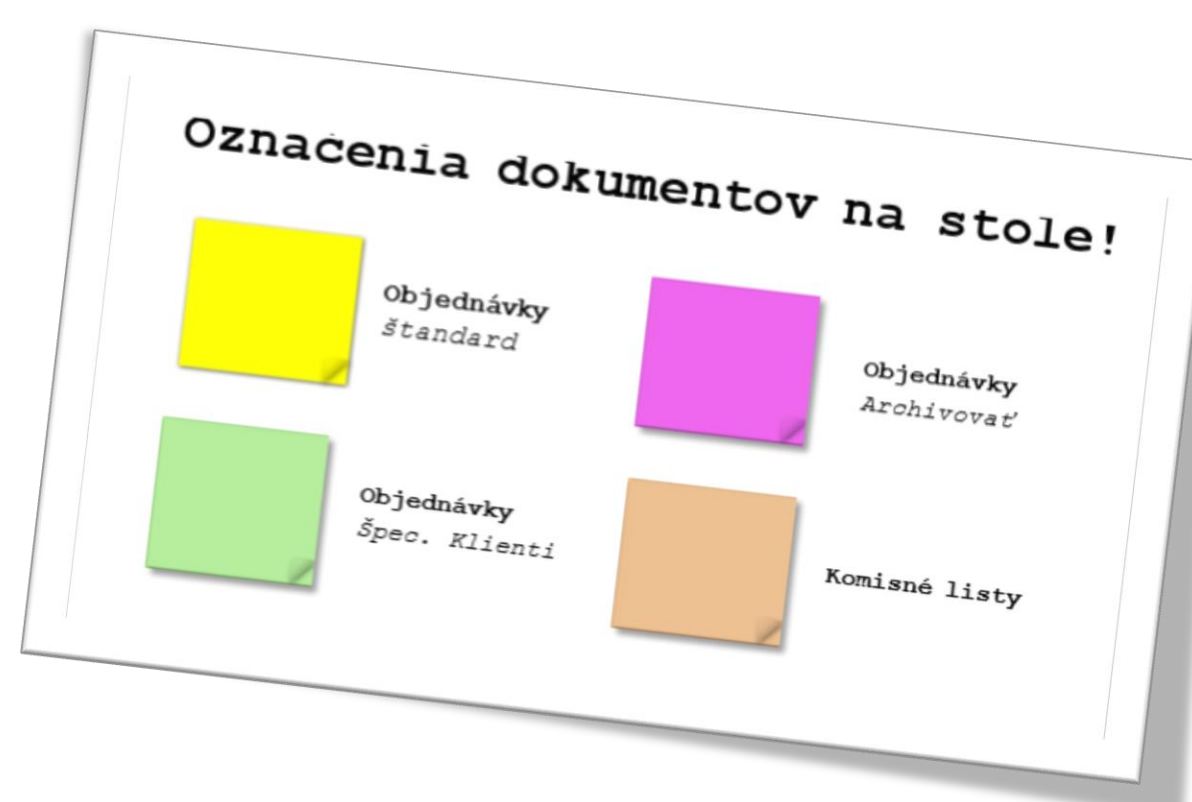 Označenia dokumentov na stole!
Objednávky
štandard
Objednávky
Archivovať
Objednávky
Špec. Klienti
Komisné listy